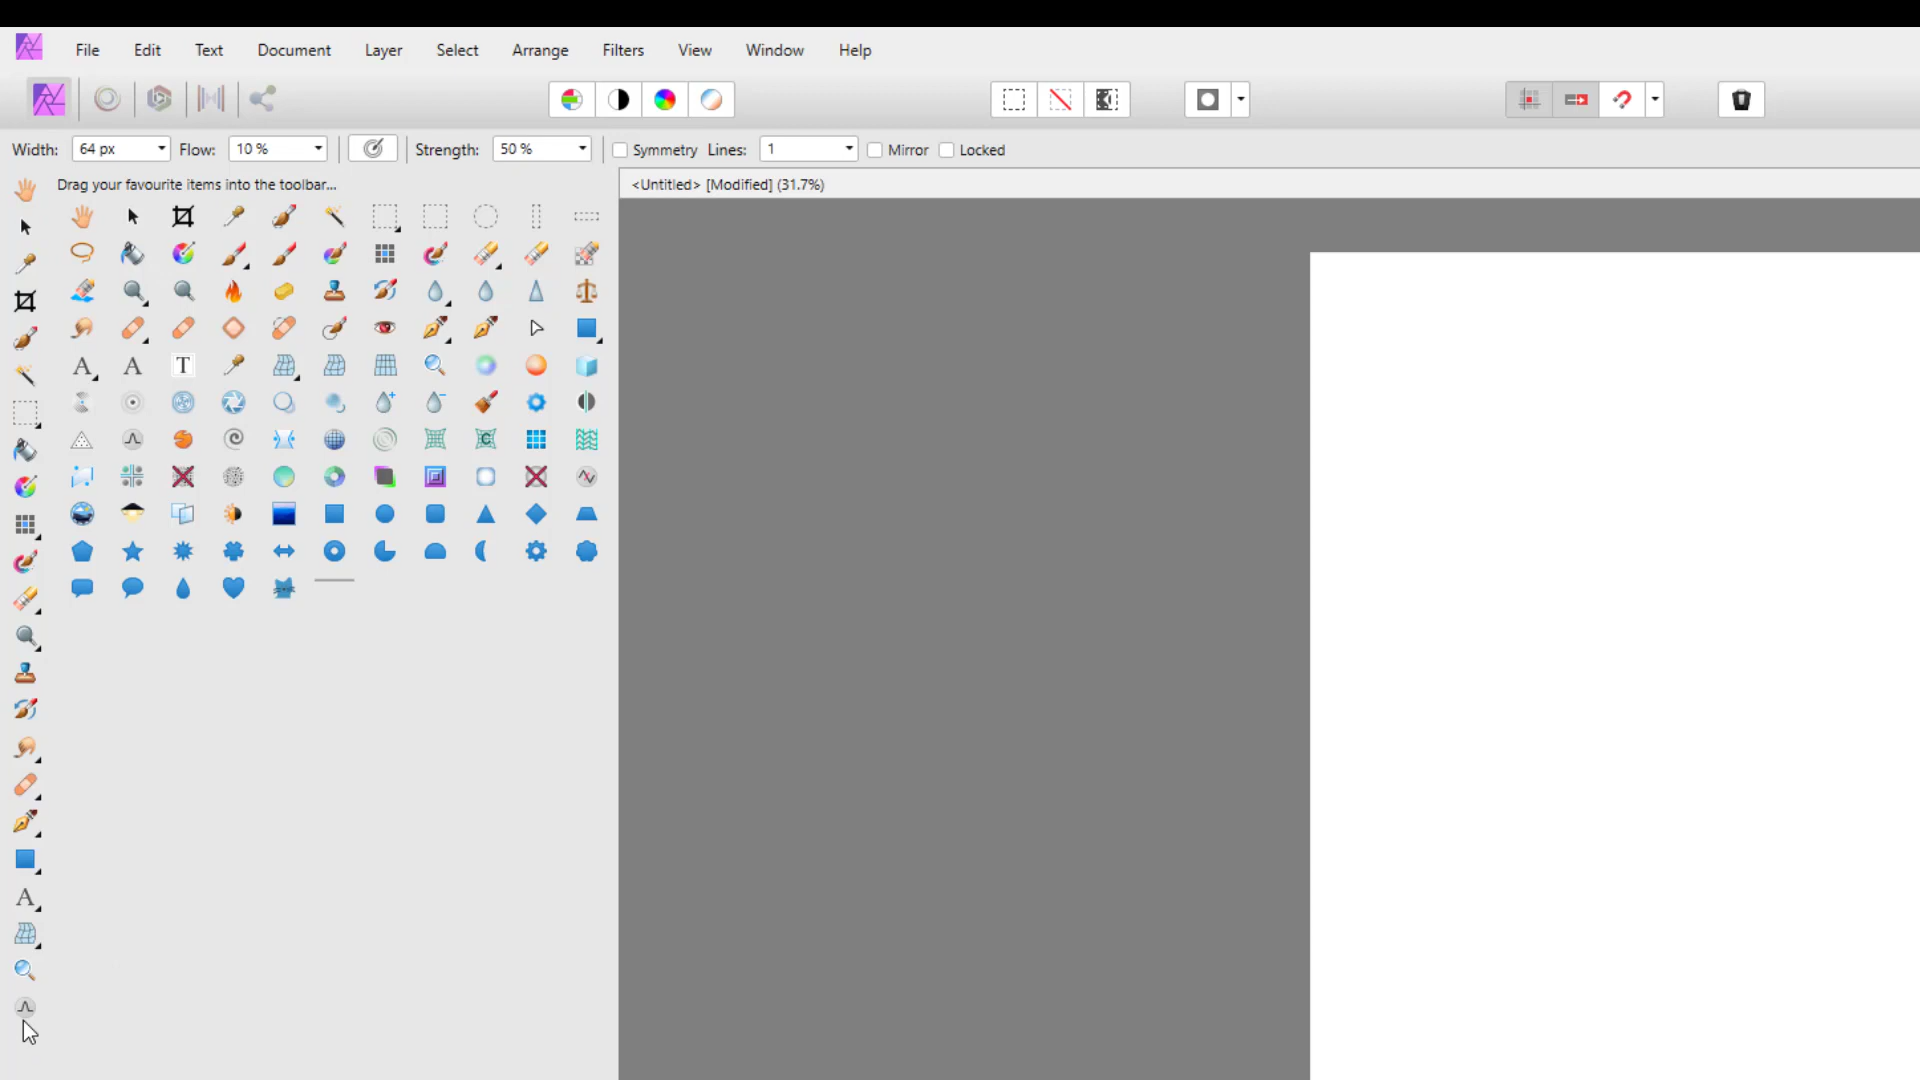 File Edit Text Document Layer Select Arrange Filters View Window Help
Width: 64 px Flow: 10 % Strength: 50 % Symmetry Lines: 1 Mirror Locked
Drag your favourite items into the toolbar...
<Untitled> [Modified] (31.7%)